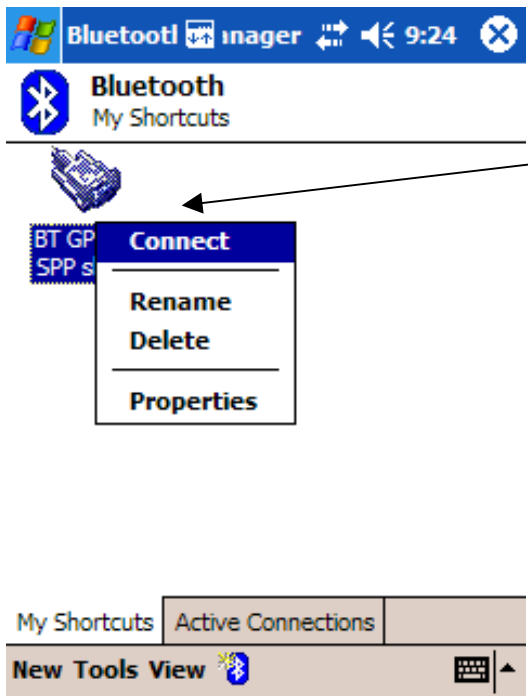 Bluetootl nager 9:24
Bluetooth
My Shortcuts
BT GP
SPP s
Connect
Rename
Delete
Properties
My Shortcuts Active Connections
New Tools View